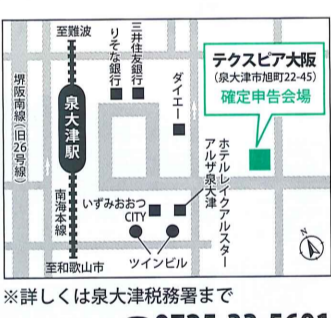 至難波
三井住友銀行
りそな銀行
ダイエー
テクスピア大阪
(泉大津市旭町22-45)
確定申告会場
堺阪南線(旧26号線)
泉大津駅
南海本線
いずみおおつ
CITY
ホテルレイクアルスター
アルザ泉大津
ツインビル
至和歌山市
※詳しくは泉大津税務署まで